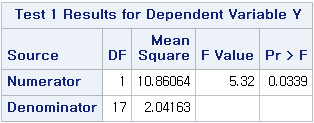 Test 1 Results for Dependent Variable Y
Source DF Mean Square F Value Pr > F
Numerator 1 10.86064 5.32 0.0339
Denominator 17 2.04163